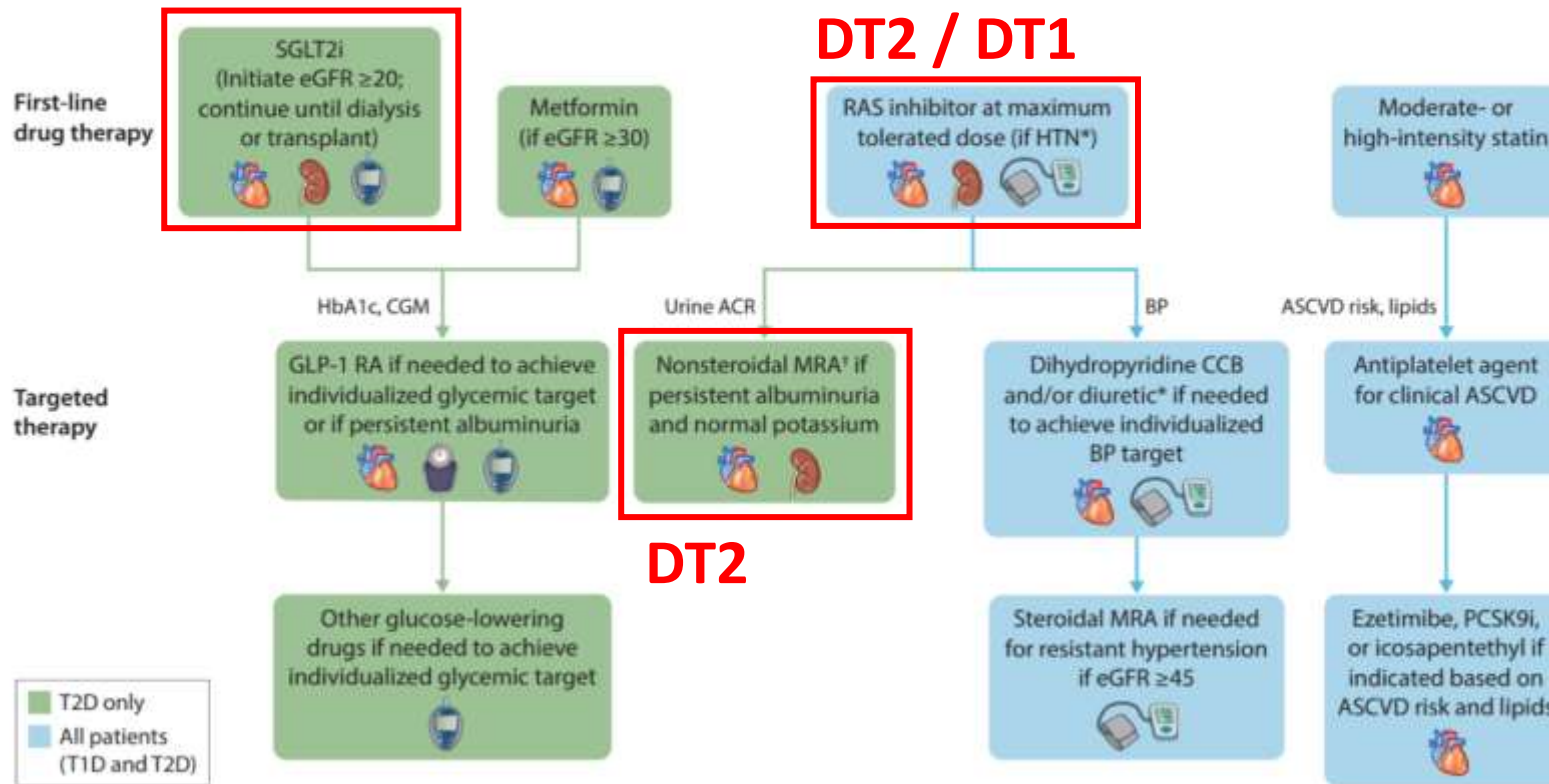 DT2 / DT1
First-line
drug therapy
SGLT2i
(Initiate eGFR ≥20;
continue until dialysis
or transplant)
Metformin
(if eGFR ≥30)
RAS inhibitor at maximum
tolerated dose (if HTN*)
Moderate- or
high-intensity statin
HbA1c, CGM
Urine ACR
BP
ASCVD risk, lipids
Targeted
therapy
GLP-1 RA if needed to achieve
individualized glycemic target
or if persistent albuminuria
Nonsteroidal MRA† if
persistent albuminuria
and normal potassium
Dihydropyridine CCB
and/or diuretic* if needed
to achieve individualized
BP target
Antiplatelet agent
for clinical ASCVD
DT2
Other glucose-lowering
drugs if needed to achieve
individualized glycemic target
Steroidal MRA if needed
for resistant hypertension
if eGFR ≥45
Ezetimibe, PCSK9i,
or icosapentethyl if
indicated based on
ASCVD risk and lipids
T2D only
All patients
(T1D and T2D)